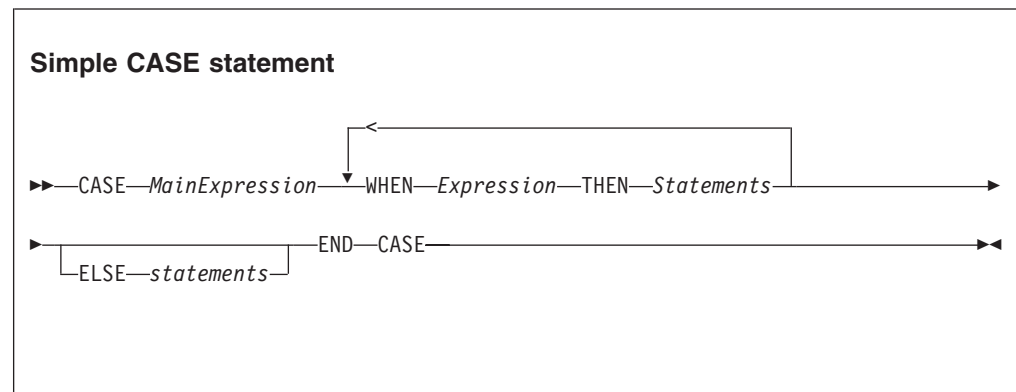 Simple CASE statement
<
CASE MainExpression WHEN Expression THEN Statements
END CASE
ELSE statements